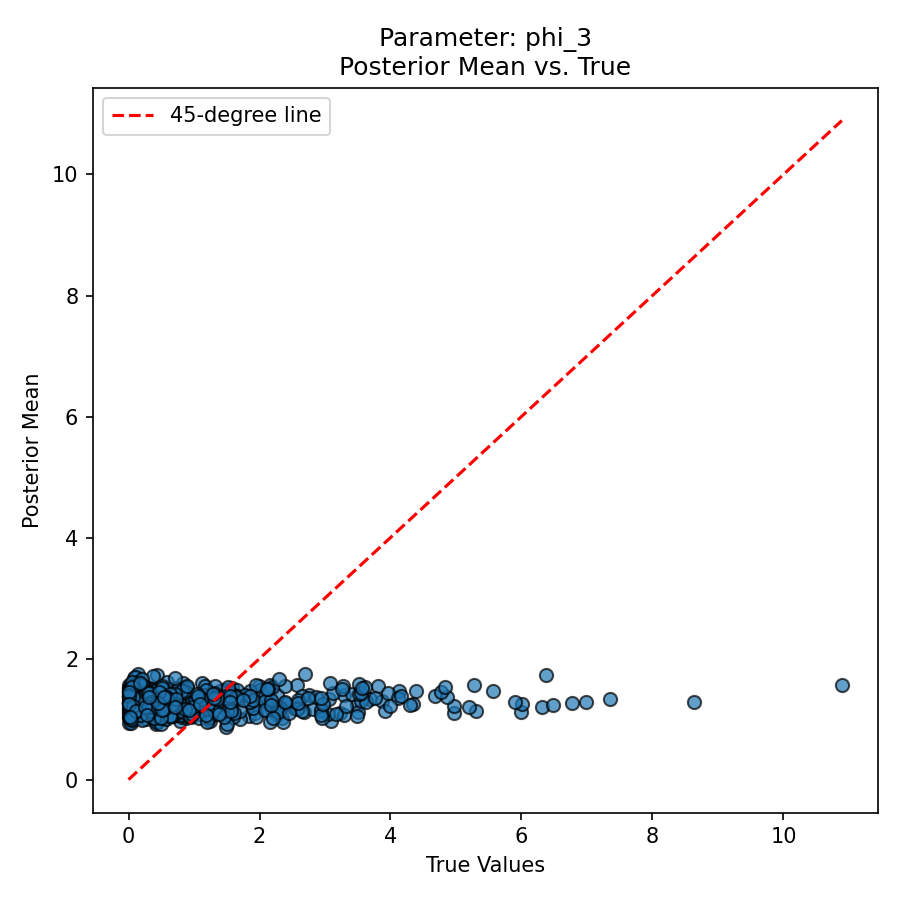 Parameter: phi_3
Posterior Mean vs. True
45-degree line
10
8
6
4
2
0
Posterior Mean
0 2 4 6 8 10
True Values